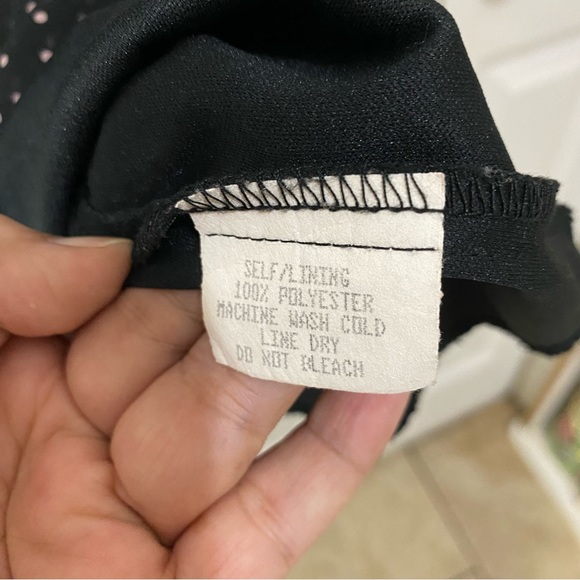 SELF/LINING
100% POLYESTER
MACHINE WASH COLD
LINE DRY
DO NOT BLEACH